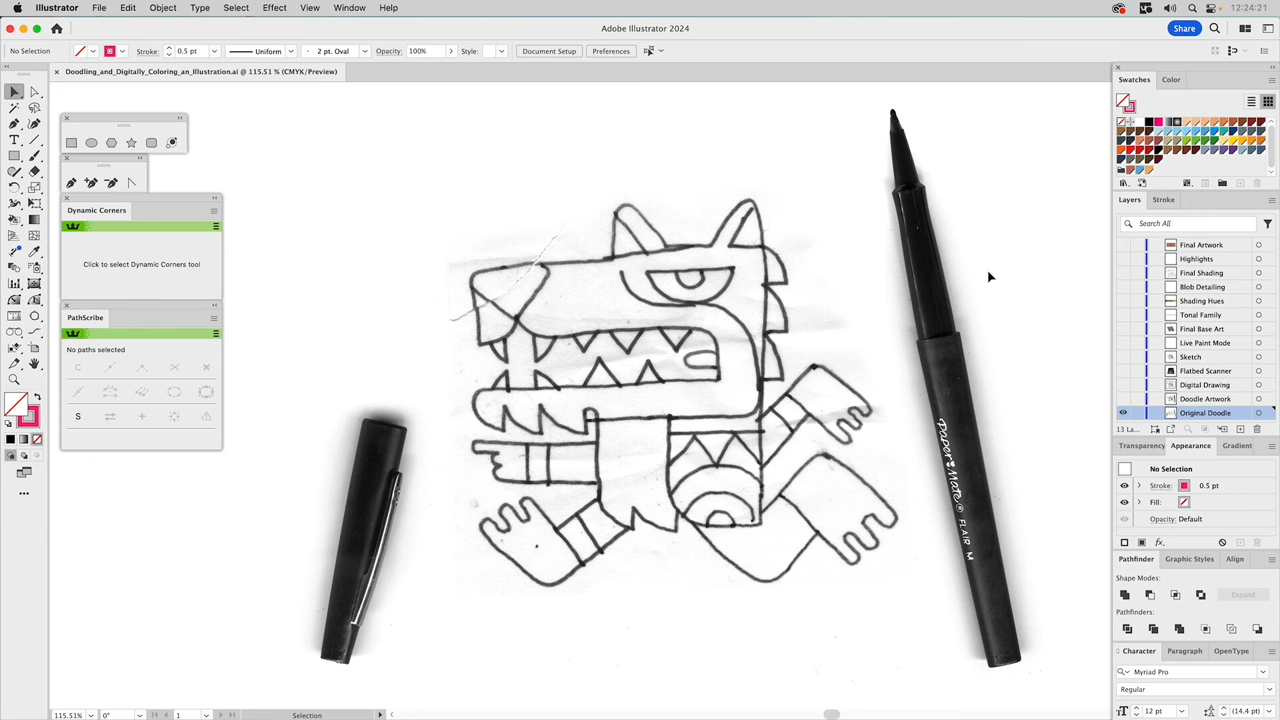 Illustrator File Edit Object Type Select Effect View Window Help 12:24:21
Adobe Illustrator 2024
Share
No Selection Stroke: 0.5 pt Uniform 2 pt. Oval Opacity: 100% Style: Document Setup Preferences
Doodling_and_Digitally_Coloring_an_Illustration.ai @ 115.51 % (CMYK/Preview)
Dynamic Corners
Click to select Dynamic Corners tool
PathScribe
No paths selected
Paper Mate® FLAIR M
Swatches Color
Layers Stroke
Search All
Final Artwork
Highlights
Final Shading
Blob Detailing
Shading Hues
Tonal Family
Final Base Art
Live Paint Mode
Sketch
Flatbed Scanner
Digital Drawing
Doodle Artwork
Original Doodle
13 La...
Transparency Appearance Gradient
No Selection
Stroke: 0.5 pt
Fill:
Opacity: Default
fx
Pathfinder Graphic Styles Align
Shape Modes:
Expand
Pathfinders:
Character Paragraph OpenType
Myriad Pro
Regular
12 pt (14.4 pt)
115.51% 0° 1 Selection